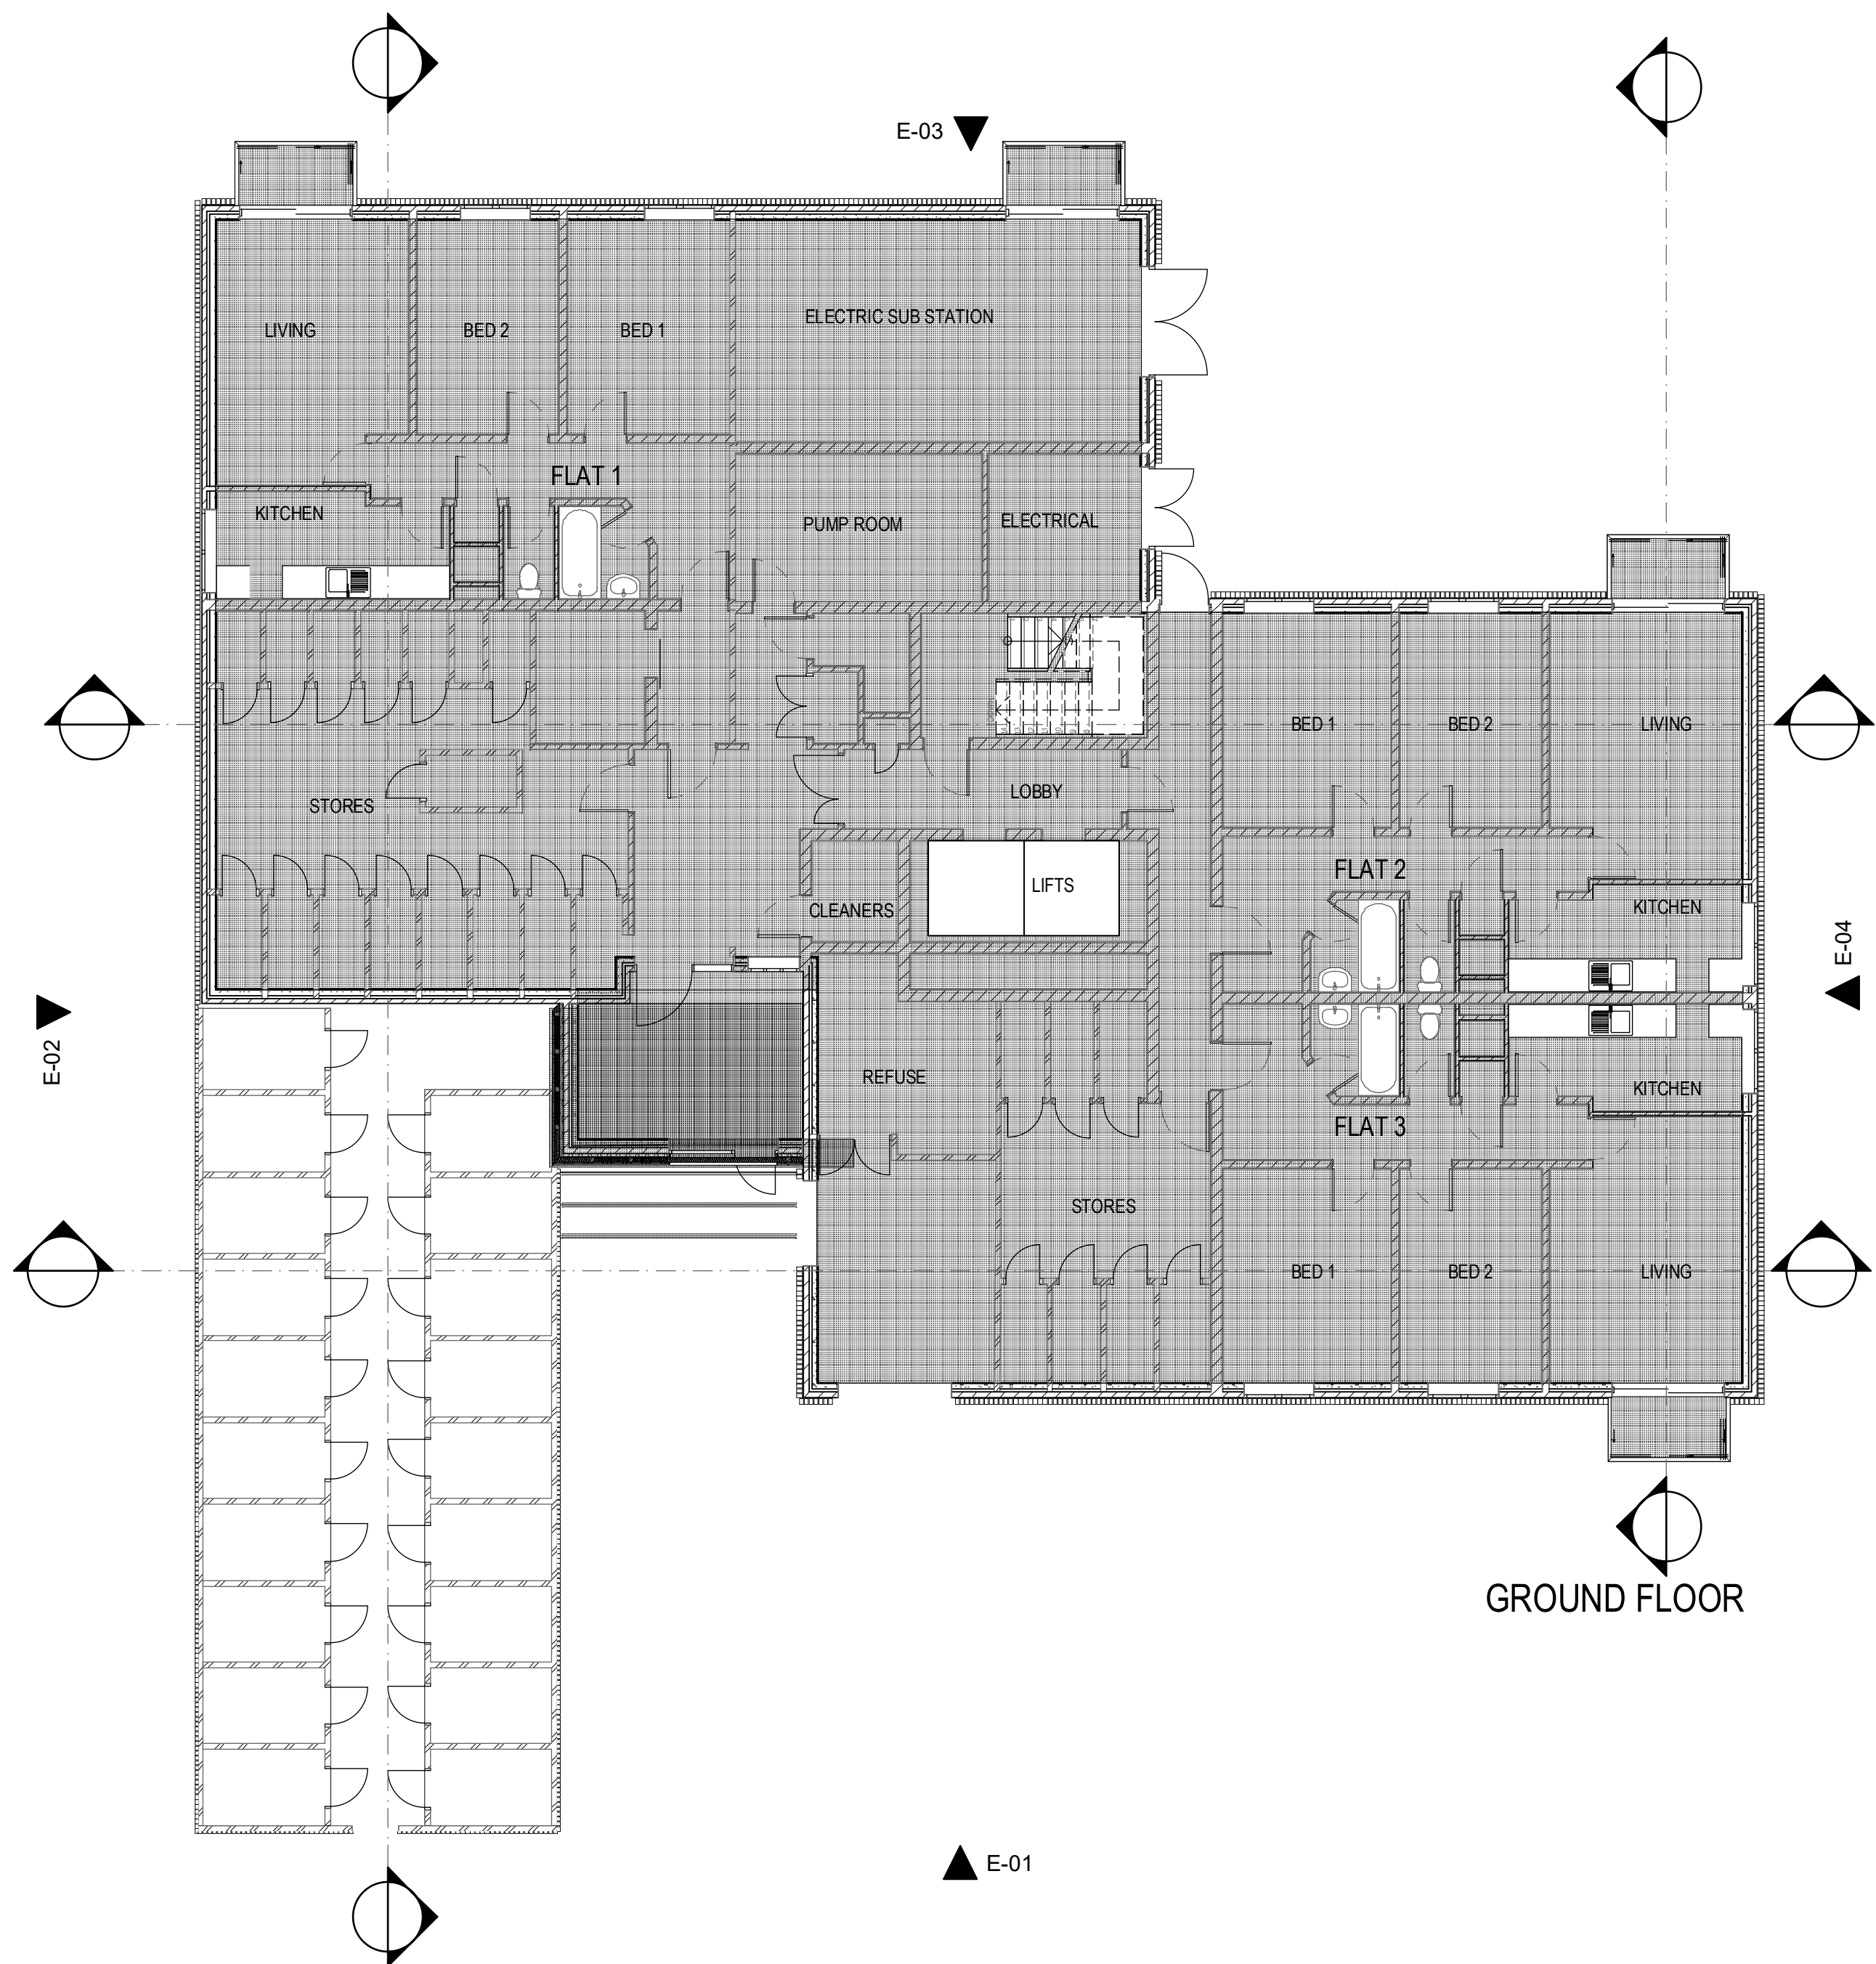 E-03
ELECTRIC SUB STATION
LIVING
BED 2
BED 1
FLAT 1
KITCHEN
PUMP ROOM
ELECTRICAL
BED 1
BED 2
LIVING
STORES
LOBBY
FLAT 2
LIFTS
CLEANERS
KITCHEN
E-04
E-02
REFUSE
KITCHEN
FLAT 3
STORES
BED 1
BED 2
LIVING
GROUND FLOOR
E-01